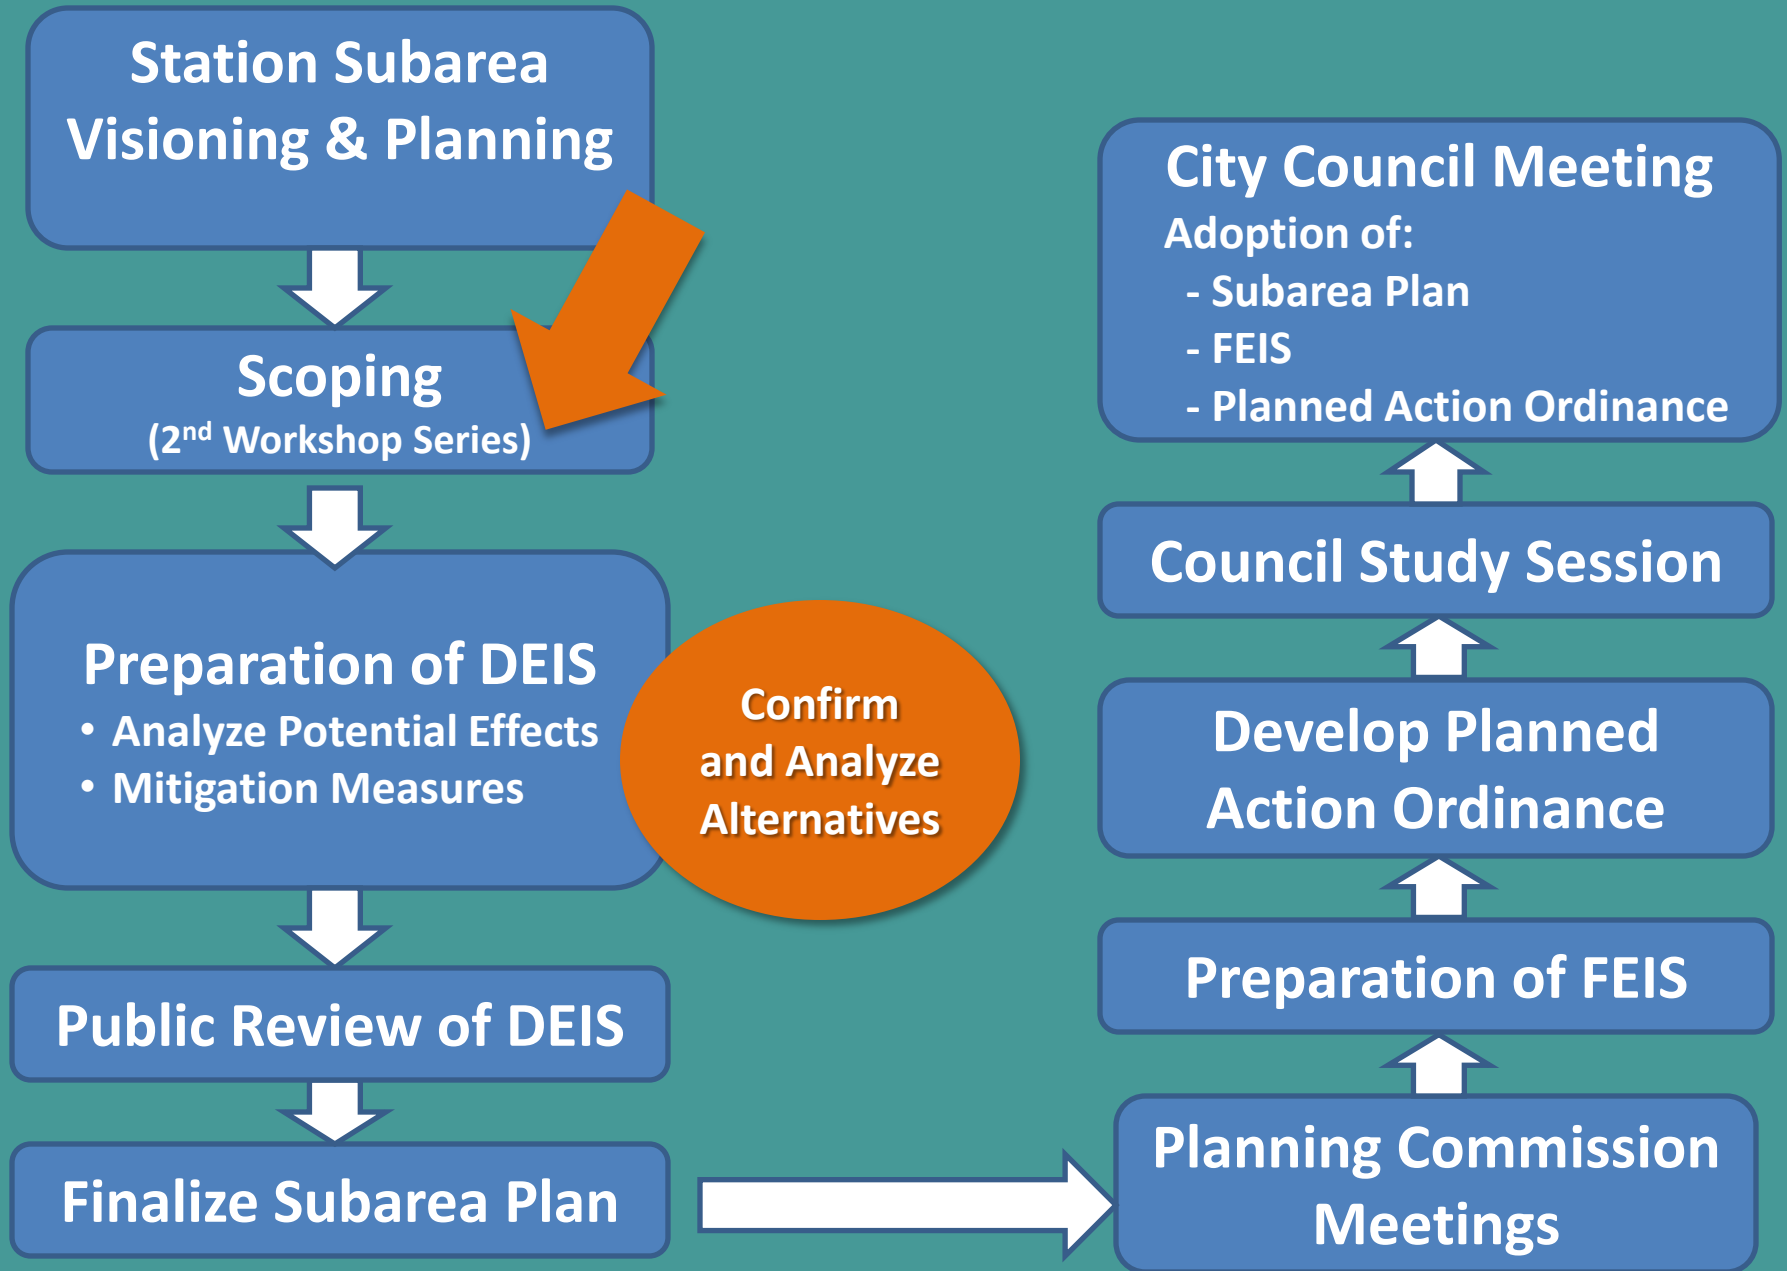 Station Subarea
Visioning & Planning
Scoping
(2nd Workshop Series)
Preparation of DEIS
• Analyze Potential Effects
• Mitigation Measures
Confirm
and Analyze
Alternatives
Public Review of DEIS
Finalize Subarea Plan
Planning Commission
Meetings
Preparation of FEIS
Develop Planned
Action Ordinance
Council Study Session
City Council Meeting
Adoption of:
- Subarea Plan
- FEIS
- Planned Action Ordinance